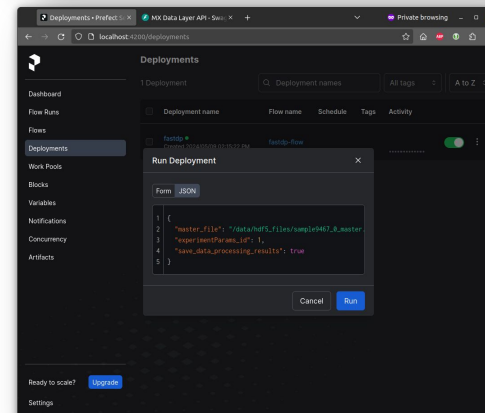 Deployments • Prefect S
MX Data Layer API - Swag
Private browsing
localhost:4200/deployments
Deployments
1 Deployment
Deployment names
All tags
A to Z
Dashboard
Flow Runs
Flows
Deployments
Work Pools
Blocks
Variables
Notifications
Concurrency
Artifacts
Deployment name Flow name Schedule Tags Activity
fastdp
fastdp-flow
Run Deployment
Form JSON
1 {
2 "master_file": "/data/hdf5_files/sample9467_0_master.
3 "experimentParams_id": 1,
4 "save_data_processing_results": true
5 }
Cancel Run
Ready to scale? Upgrade
Settings